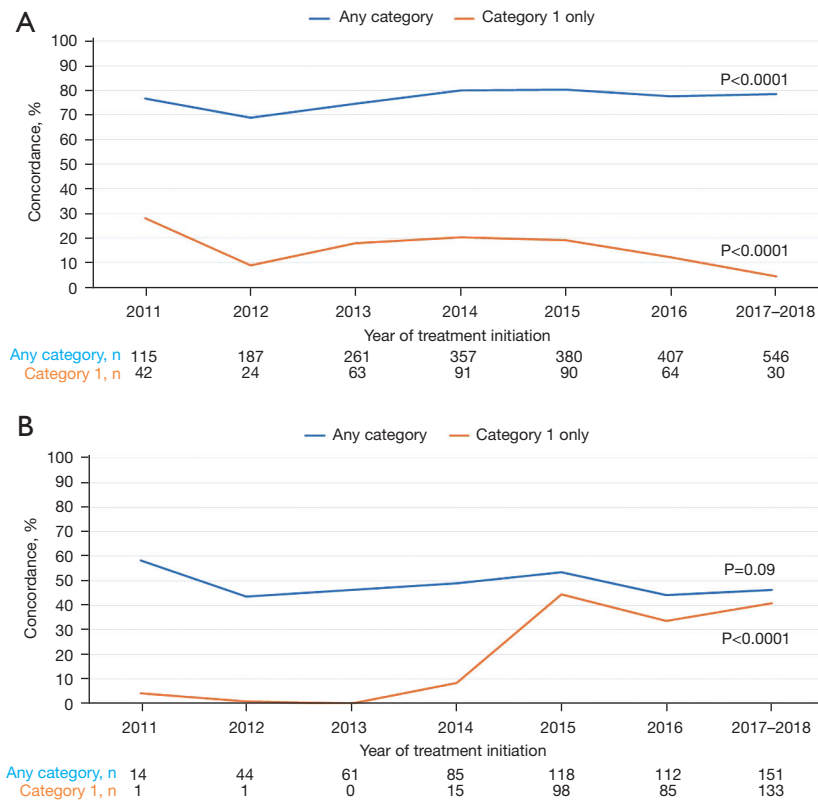 A
Any category Category 1 only
100
90
80
70
60
50
40
30
20
10
0
Concordance, %
P<0.0001
P<0.0001
2011 2012 2013 2014 2015 2016 2017–2018
Year of treatment initiation
Any category, n 115 187 261 357 380 407 546
Category 1, n 42 24 63 91 90 64 30
B
Any category Category 1 only
100
90
80
70
60
50
40
30
20
10
0
Concordance, %
P=0.09
P<0.0001
2011 2012 2013 2014 2015 2016 2017–2018
Year of treatment initiation
Any category, n 14 44 61 85 118 112 151
Category 1, n 1 1 0 15 98 85 133